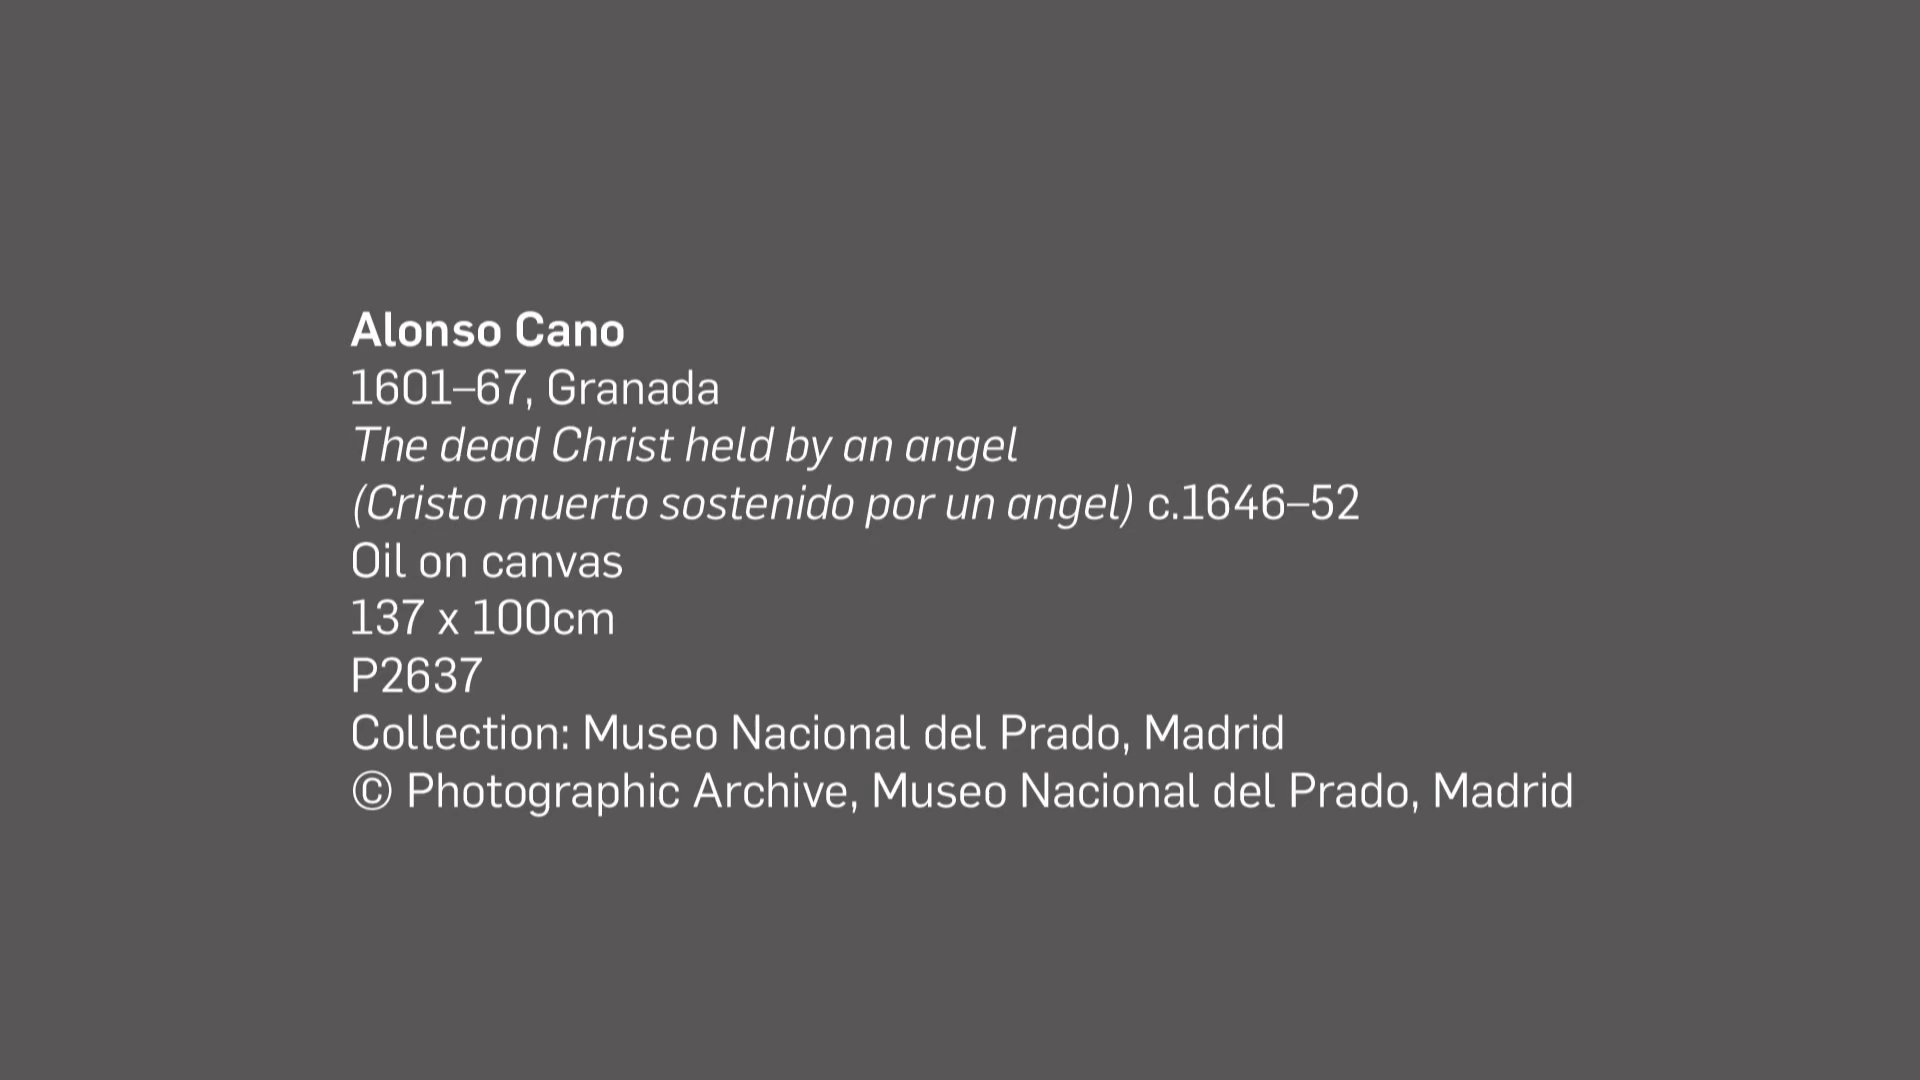 Alonso Cano
1601–67, Granada
The dead Christ held by an angel
(Cristo muerto sostenido por un angel) c.1646–52
Oil on canvas
137 x 100cm
P2637
Collection: Museo Nacional del Prado, Madrid
© Photographic Archive, Museo Nacional del Prado, Madrid